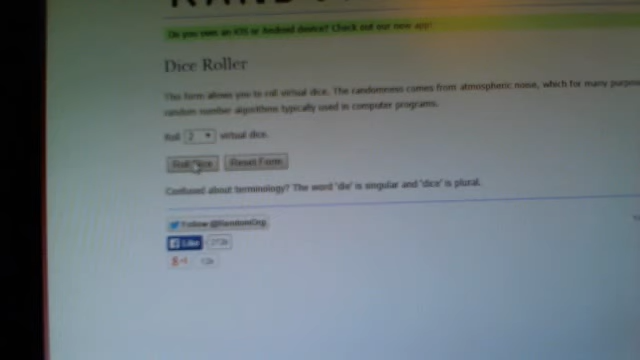 Do you own an iOS or Android device? Check out our new app!
Dice Roller
This form allows you to roll virtual dice. The randomness comes from atmospheric noise, which for many purposes
random number algorithms typically used in computer programs.
Roll 2 virtual dice.
Roll Dice Reset Form
Confused about terminology? The word 'die' is singular and 'dice' is plural.
Follow @RandomOrg
Like
g+1 12k